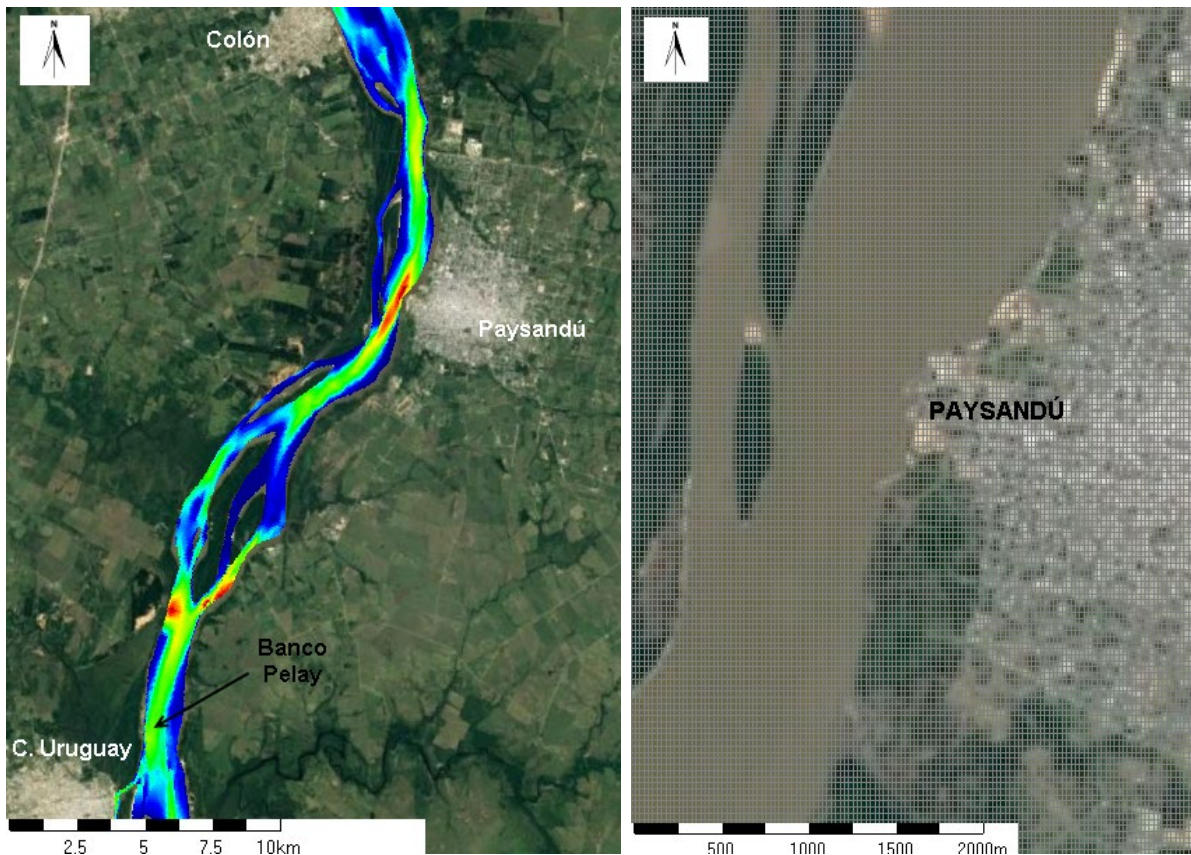 N
Colón
Paysandú
Banco
Pelay
C. Uruguay
2.5 5 7.5 10km
N
PAYSANDÚ
500 1000 1500 2000m